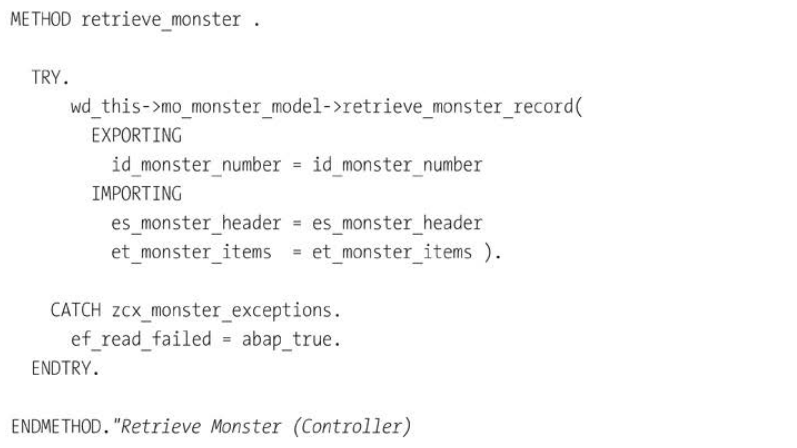 METHOD retrieve_monster .
TRY.
wd_this->mo_monster_model->retrieve_monster_record(
EXPORTING
id_monster_number = id_monster_number
IMPORTING
es_monster_header = es_monster_header
et_monster_items  = et_monster_items ).
CATCH zcx_monster_exceptions.
ef_read_failed = abap_true.
ENDTRY.
ENDMETHOD."Retrieve Monster (Controller)